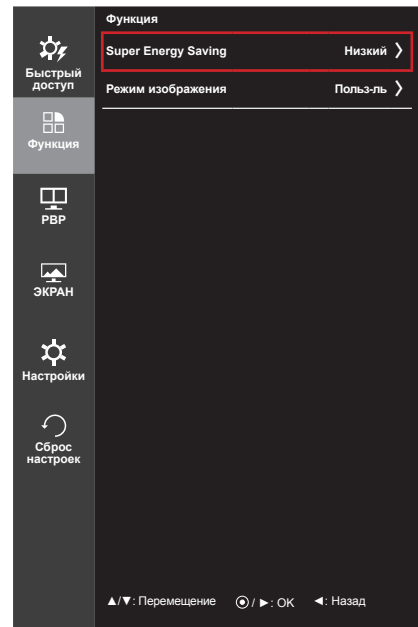 Функция
Super Energy Saving Низкий
Режим изображения Польз-ль
Быстрый
доступ
Функция
PBP
ЭКРАН
Настройки
Сброс
настроек
▲/▼: Перемещение ⦿/ ►: OK ◄: Назад